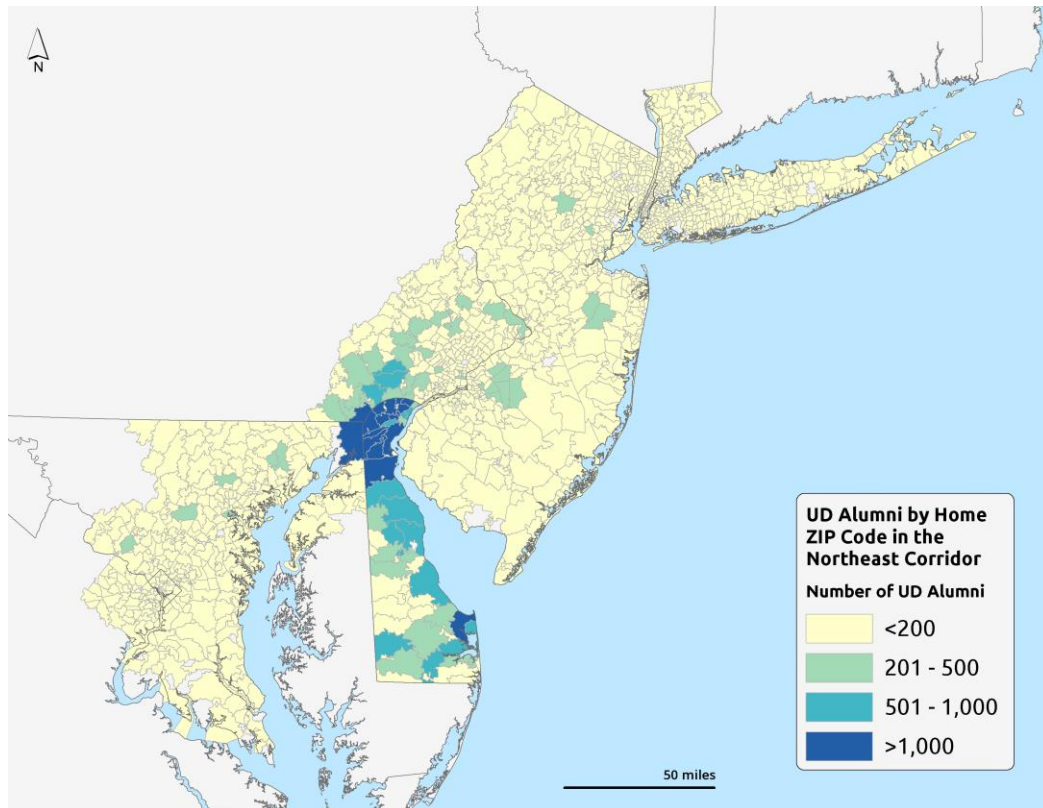 N
UD Alumni by Home
ZIP Code in the
Northeast Corridor
Number of UD Alumni
<200
201 - 500
501 - 1,000
>1,000
50 miles